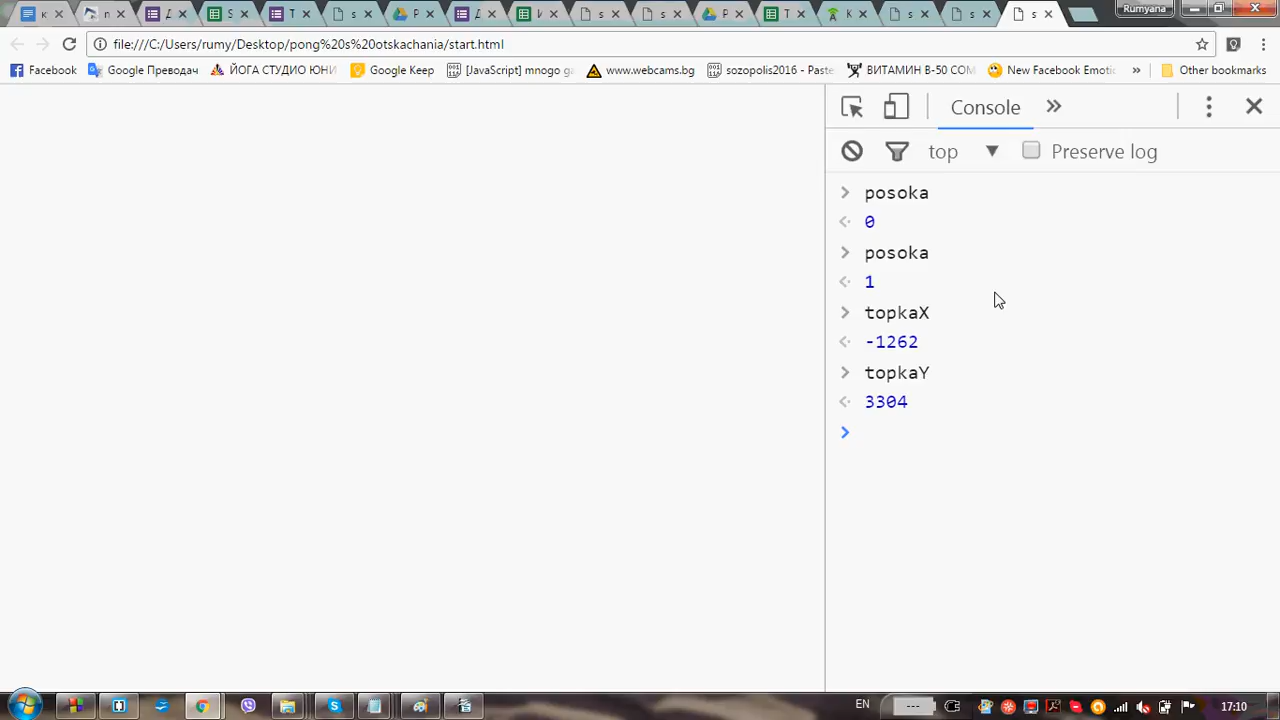 к
п
Д
S
Т
s
Р
Д
И
s
s
Р
Т
К
s
s
s
Rumyana
file:///C:/Users/rumy/Desktop/pong%20s%20otskachania/start.html
Facebook
Google Преводач
ЙОГА СТУДИО ЮНИ
Google Keep
[JavaScript] mnogo ga
www.webcams.bg
sozopolis2016 - Paste
ВИТАМИН B-50 COM
New Facebook Emotic
»
Other bookmarks
Console
»
top
Preserve log
> posoka
0
> posoka
1
> topkaX
-1262
> topkaY
3304
>
EN
17:10